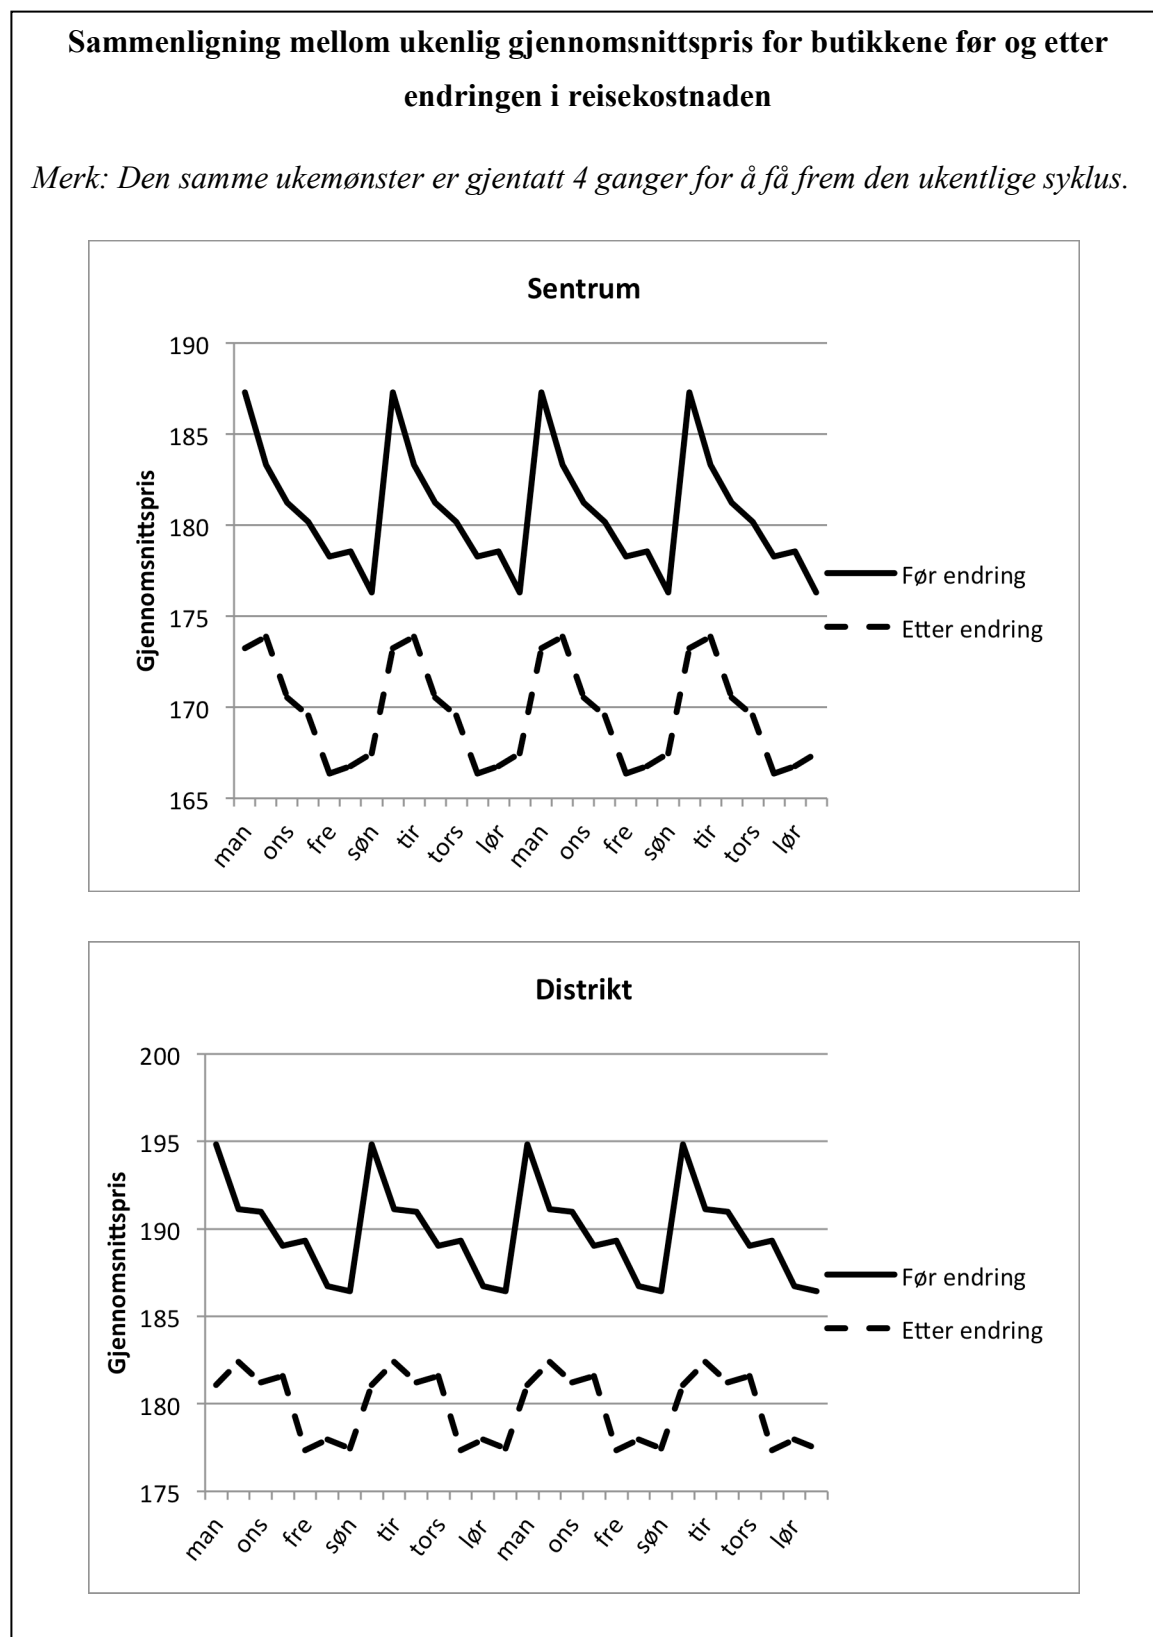 Sammenligning mellom ukenlig gjennomsnittspris for butikkene før og etter
endringen i reisekostnaden
Merk: Den samme ukemønster er gjentatt 4 ganger for å få frem den ukentlige syklus.
Sentrum
Gjennomsnittspris
190
185
180
175
170
165
man
ons
fre
søn
tir
tors
lør
man
ons
fre
søn
tir
tors
lør
Før endring
Etter endring
Distrikt
Gjennomsnittspris
200
195
190
185
180
175
man
ons
fre
søn
tir
tors
lør
man
ons
fre
søn
tir
tors
lør
Før endring
Etter endring